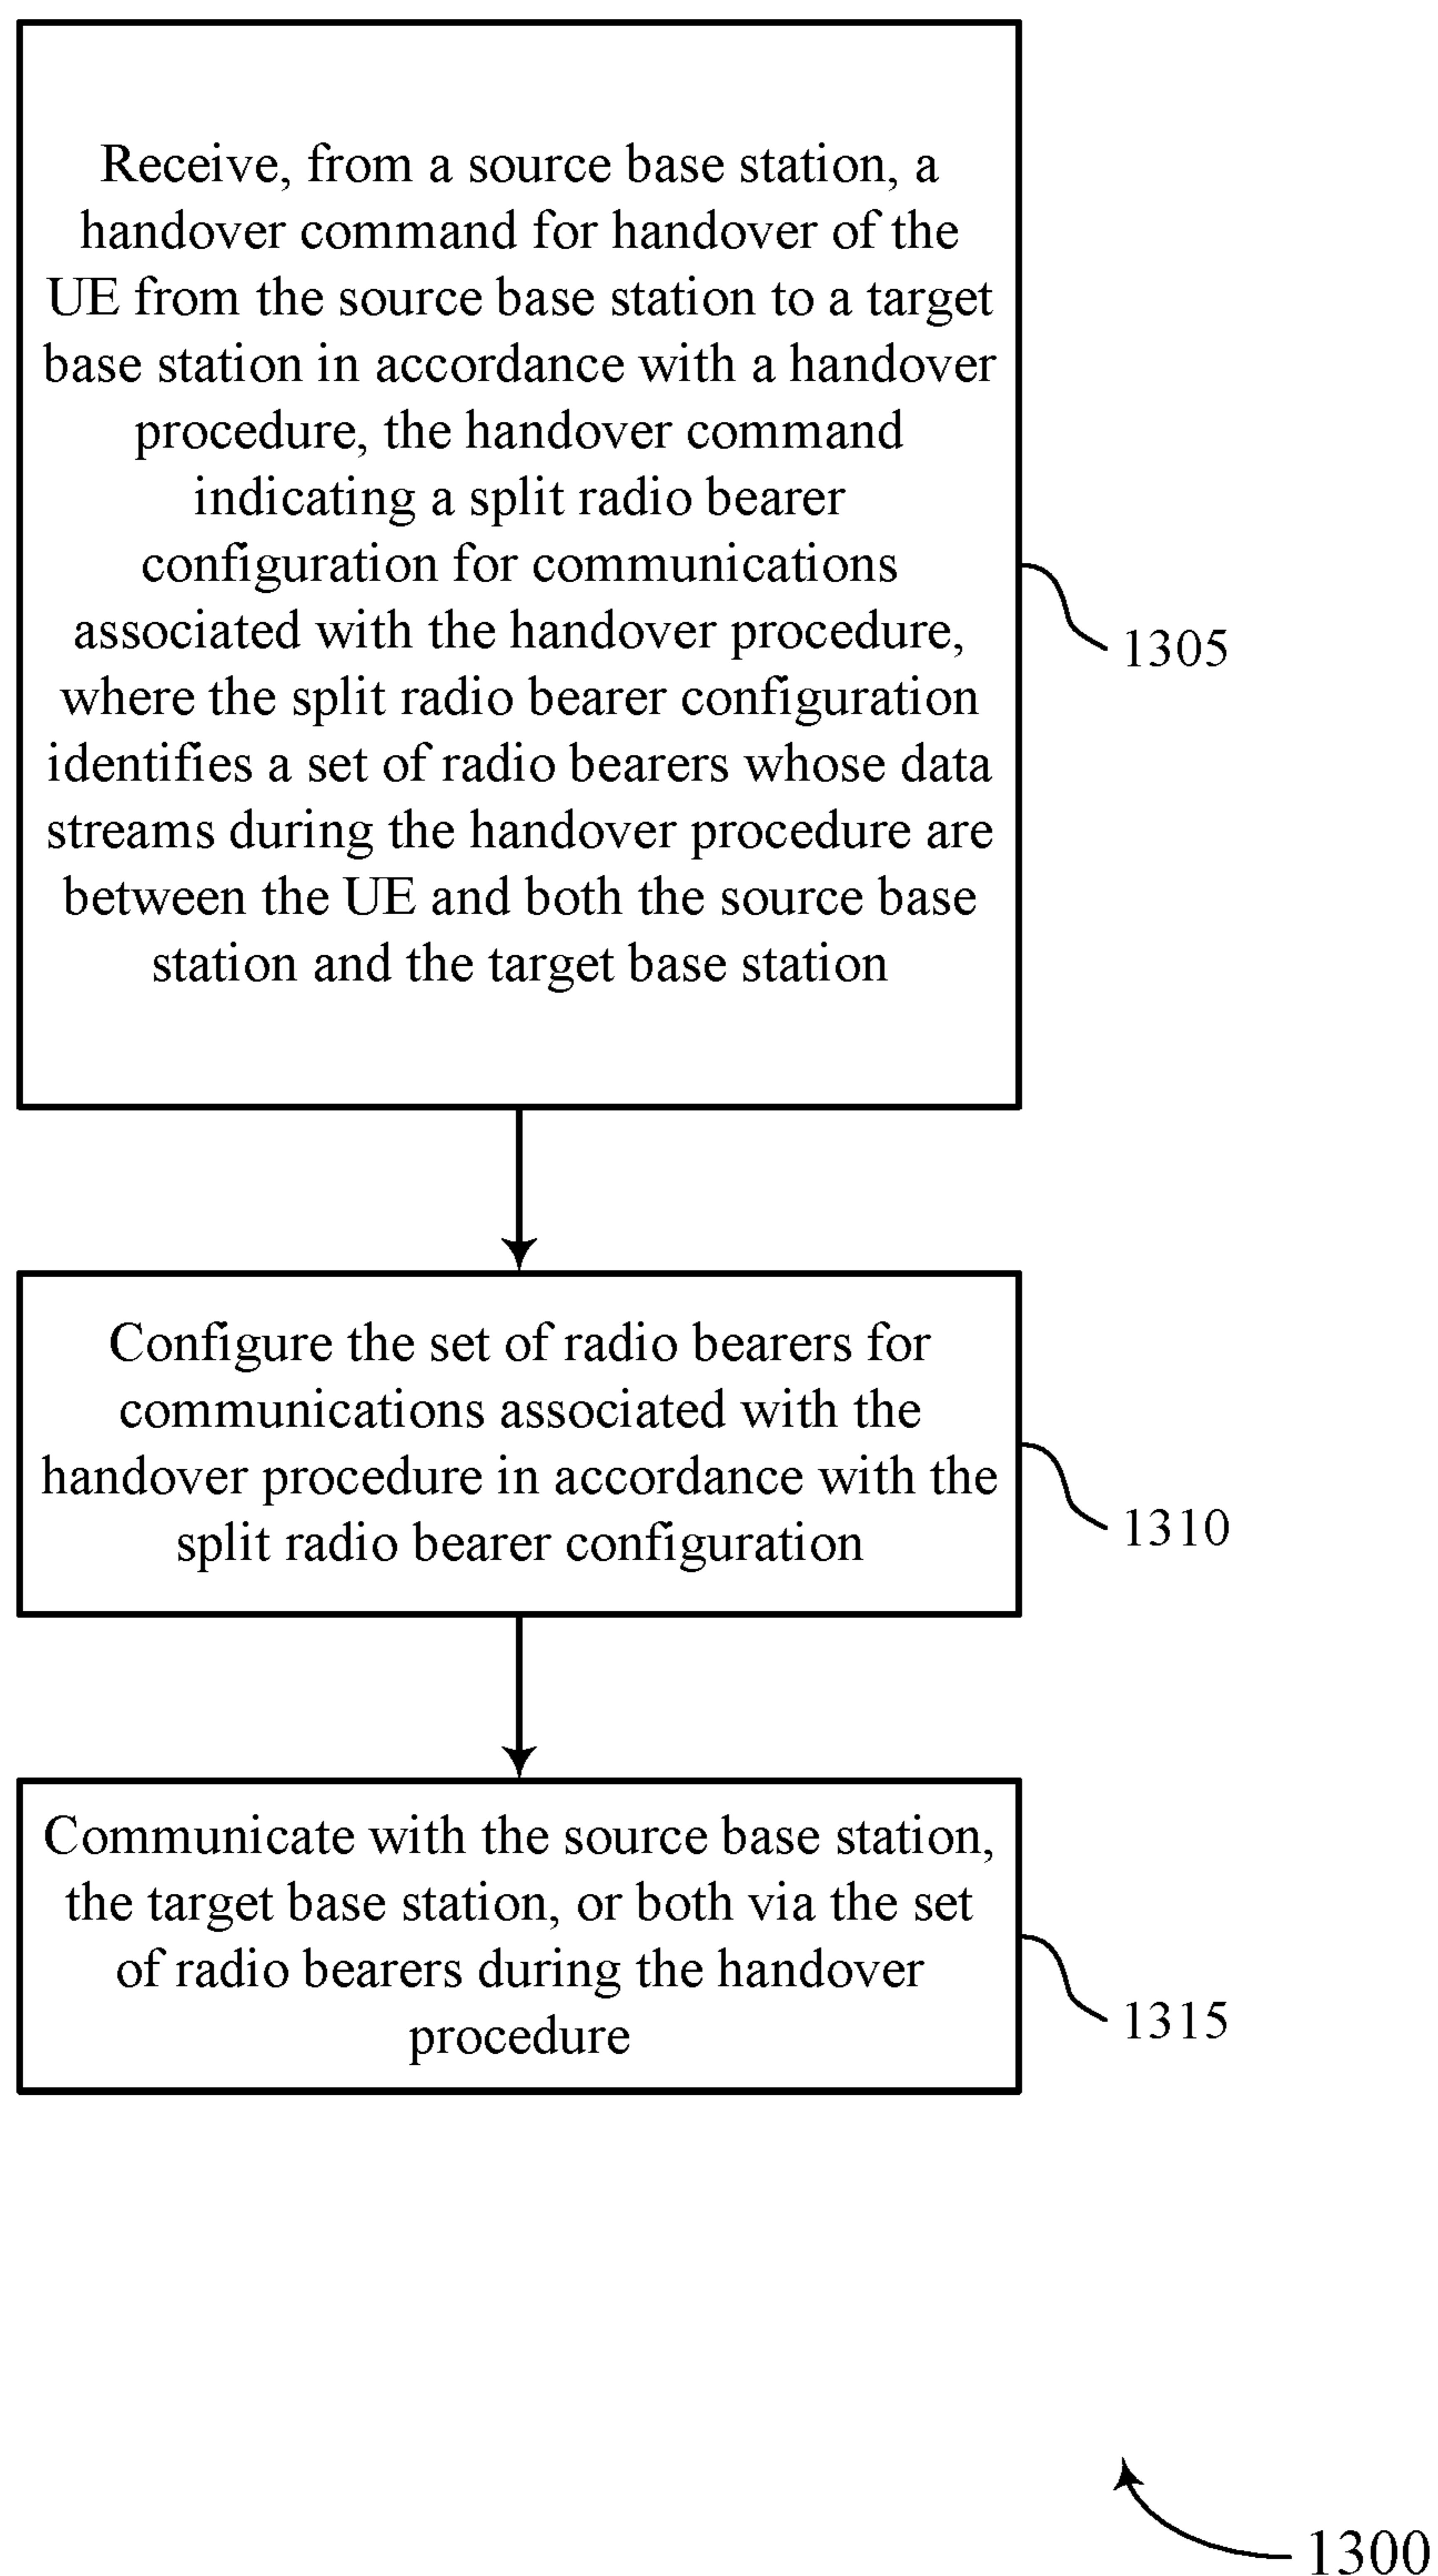 Receive, from a source base station, a
handover command for handover of the
UE from the source base station to a target
base station in accordance with a handover
procedure, the handover command
indicating a split radio bearer
configuration for communications
associated with the handover procedure,
where the split radio bearer configuration
identifies a set of radio bearers whose data
streams during the handover procedure are
between the UE and both the source base
station and the target base station
1305
Configure the set of radio bearers for
communications associated with the
handover procedure in accordance with the
split radio bearer configuration
1310
Communicate with the source base station,
the target base station, or both via the set
of radio bearers during the handover
procedure
1315
1300